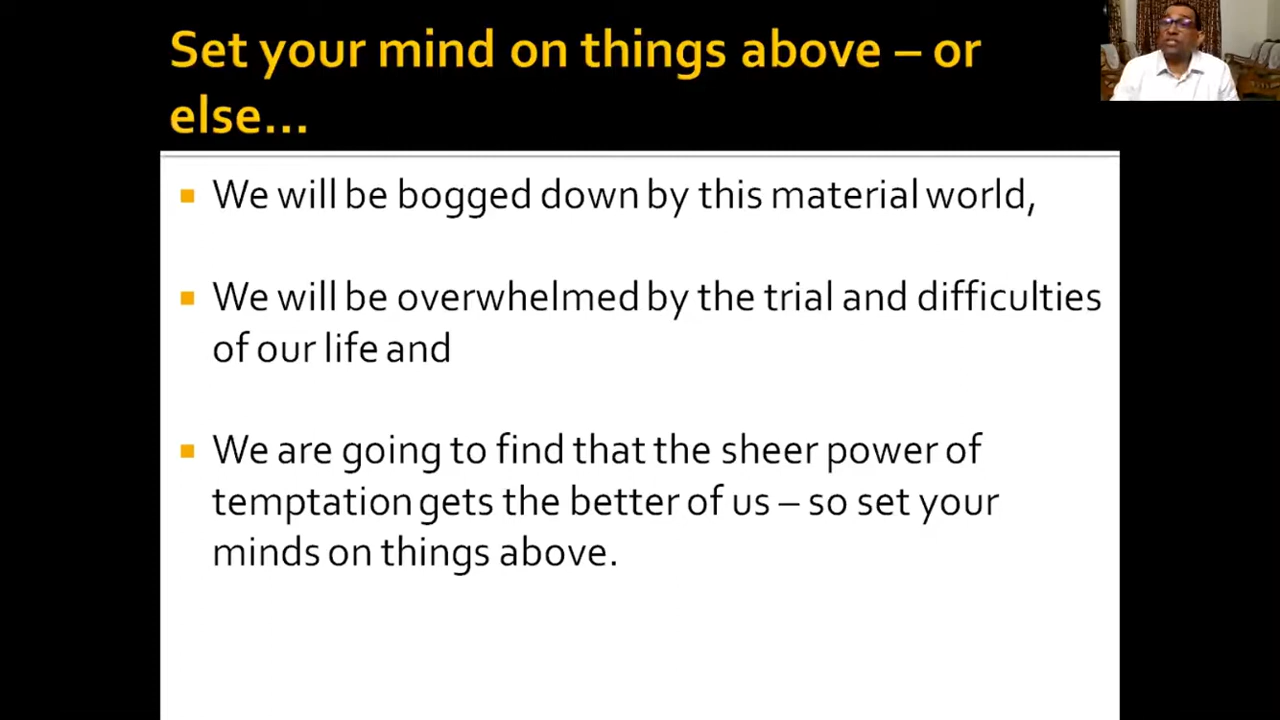 Set your mind on things above – or
else...
We will be bogged down by this material world,
We will be overwhelmed by the trial and difficulties
of our life and
We are going to find that the sheer power of
temptation gets the better of us – so set your
minds on things above.